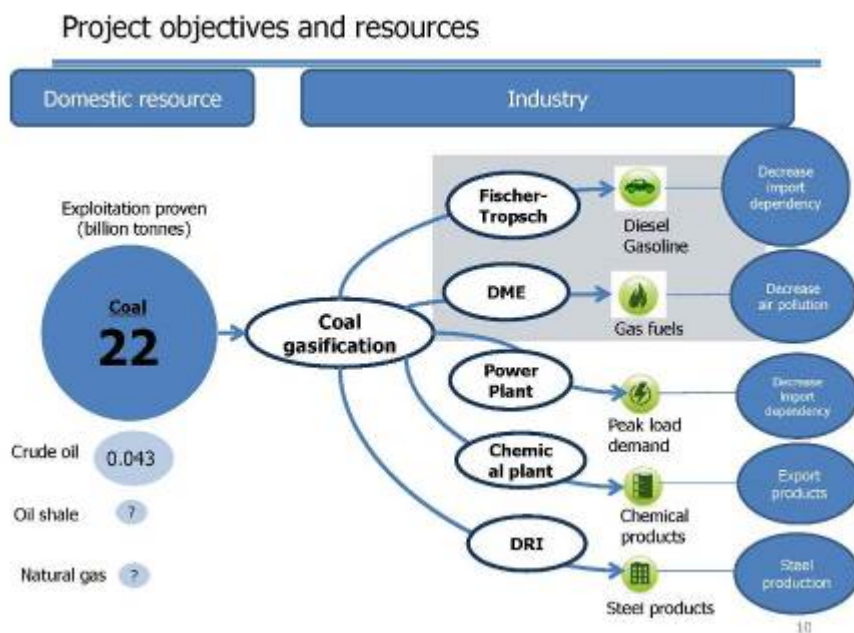 Project objectives and resources
Domestic resource
Industry
Exploitation proven
(billion tonnes)
Coal
22
Crude oil
0.043
Oil shale
?
Natural gas
?
Coal
gasification
Fischer-
Tropsch
Diesel
Gasoline
Decrease
import
dependency
DME
Gas fuels
Decrease
air pollution
Power
Plant
Peak load
demand
Decrease
Import
dependency
Chemic
al plant
Chemical
products
Export
products
DRI
Steel products
Steel
production
10